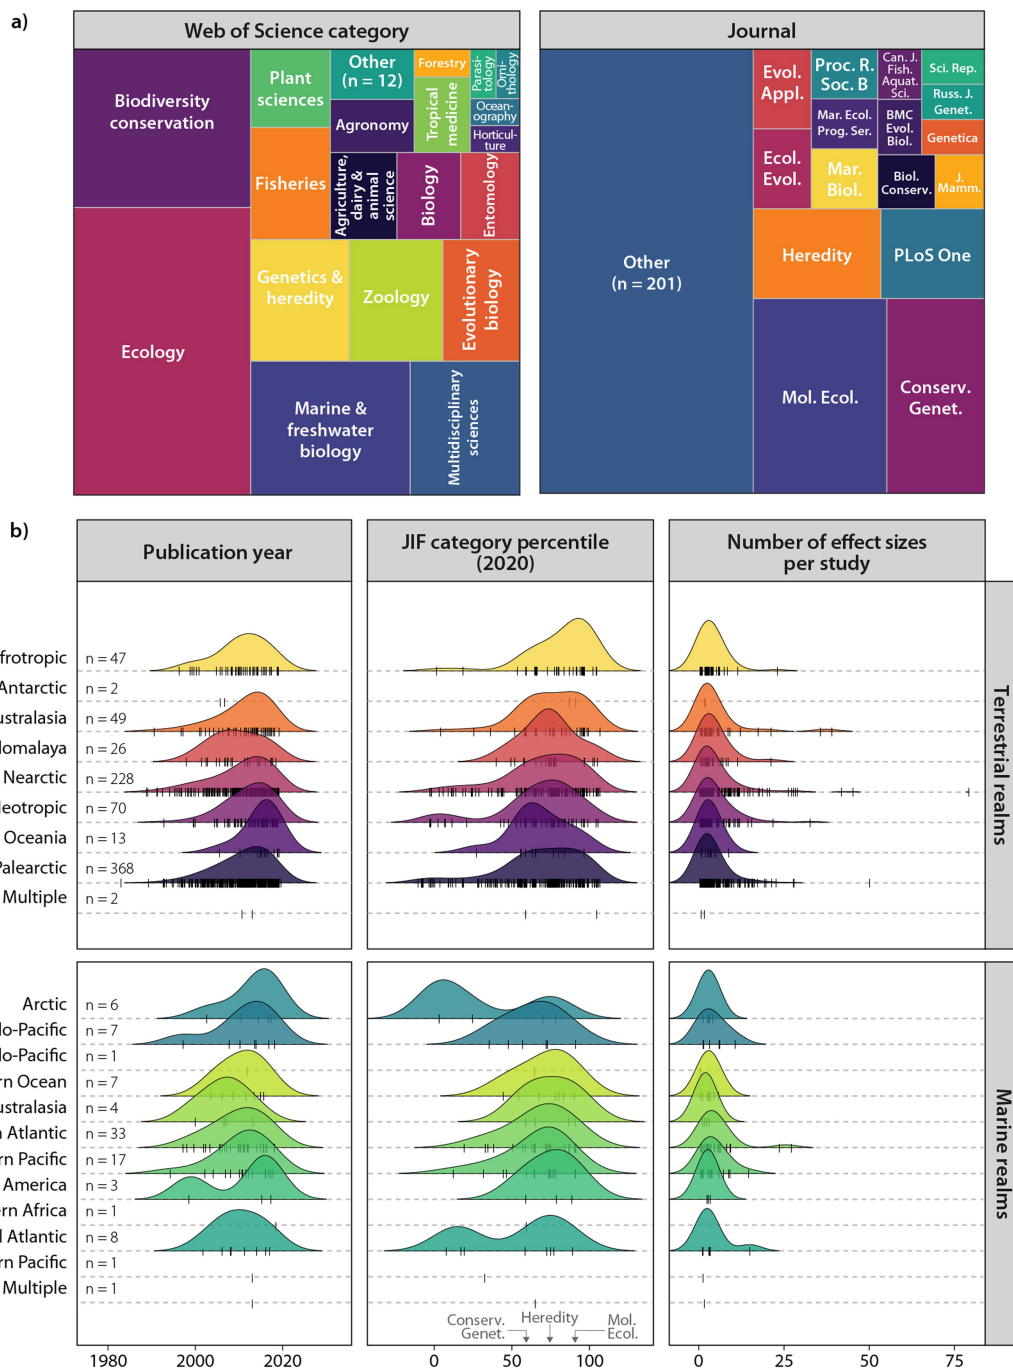 a)
Web of Science category
Biodiversity
conservation
Ecology
Plant
sciences
Fisheries
Other
(n = 12)
Agronomy
Forestry
Tropical
medicine
Parasi-
tology
Orni-
thology
Ocean-
ography
Horticul-
ture
Agriculture,
dairy &
animal
science
Biology
Entomology
Genetics &
heredity
Zoology
Evolutionary
biology
Marine &
freshwater
biology
Multidisciplinary
sciences
Journal
Other
(n = 201)
Evol.
Appl.
Proc. R.
Soc. B
Can. J.
Fish.
Aquat.
Sci.
Sci. Rep.
Russ. J.
Genet.
Mar. Ecol.
Prog. Ser.
BMC
Evol.
Biol.
Genetica
Ecol.
Evol.
Mar.
Biol.
Biol.
Conserv.
J.
Mamm.
Heredity
PLoS One
Mol. Ecol.
Conserv.
Genet.
b)
Publication year
JIF category percentile
(2020)
Number of effect sizes
per study
Terrestrial realms
frotropic n = 47
Antarctic n = 2
ustralasia n = 49
lomalaya n = 26
Nearctic n = 228
eotropic n = 70
Oceania n = 13
Palearctic n = 368
Multiple n = 2
Marine realms
Arctic n = 6
lo-Pacific n = 7
lo-Pacific n = 1
rn Ocean n = 7
ustralasia n = 4
n Atlantic n = 33
rn Pacific n = 17
America n = 3
ern Africa n = 1
l Atlantic n = 8
rn Pacific n = 1
Multiple n = 1
Conserv.
Genet.
Heredity
Mol.
Ecol.
1980 2000 2020
0 50 100
0 25 50 75